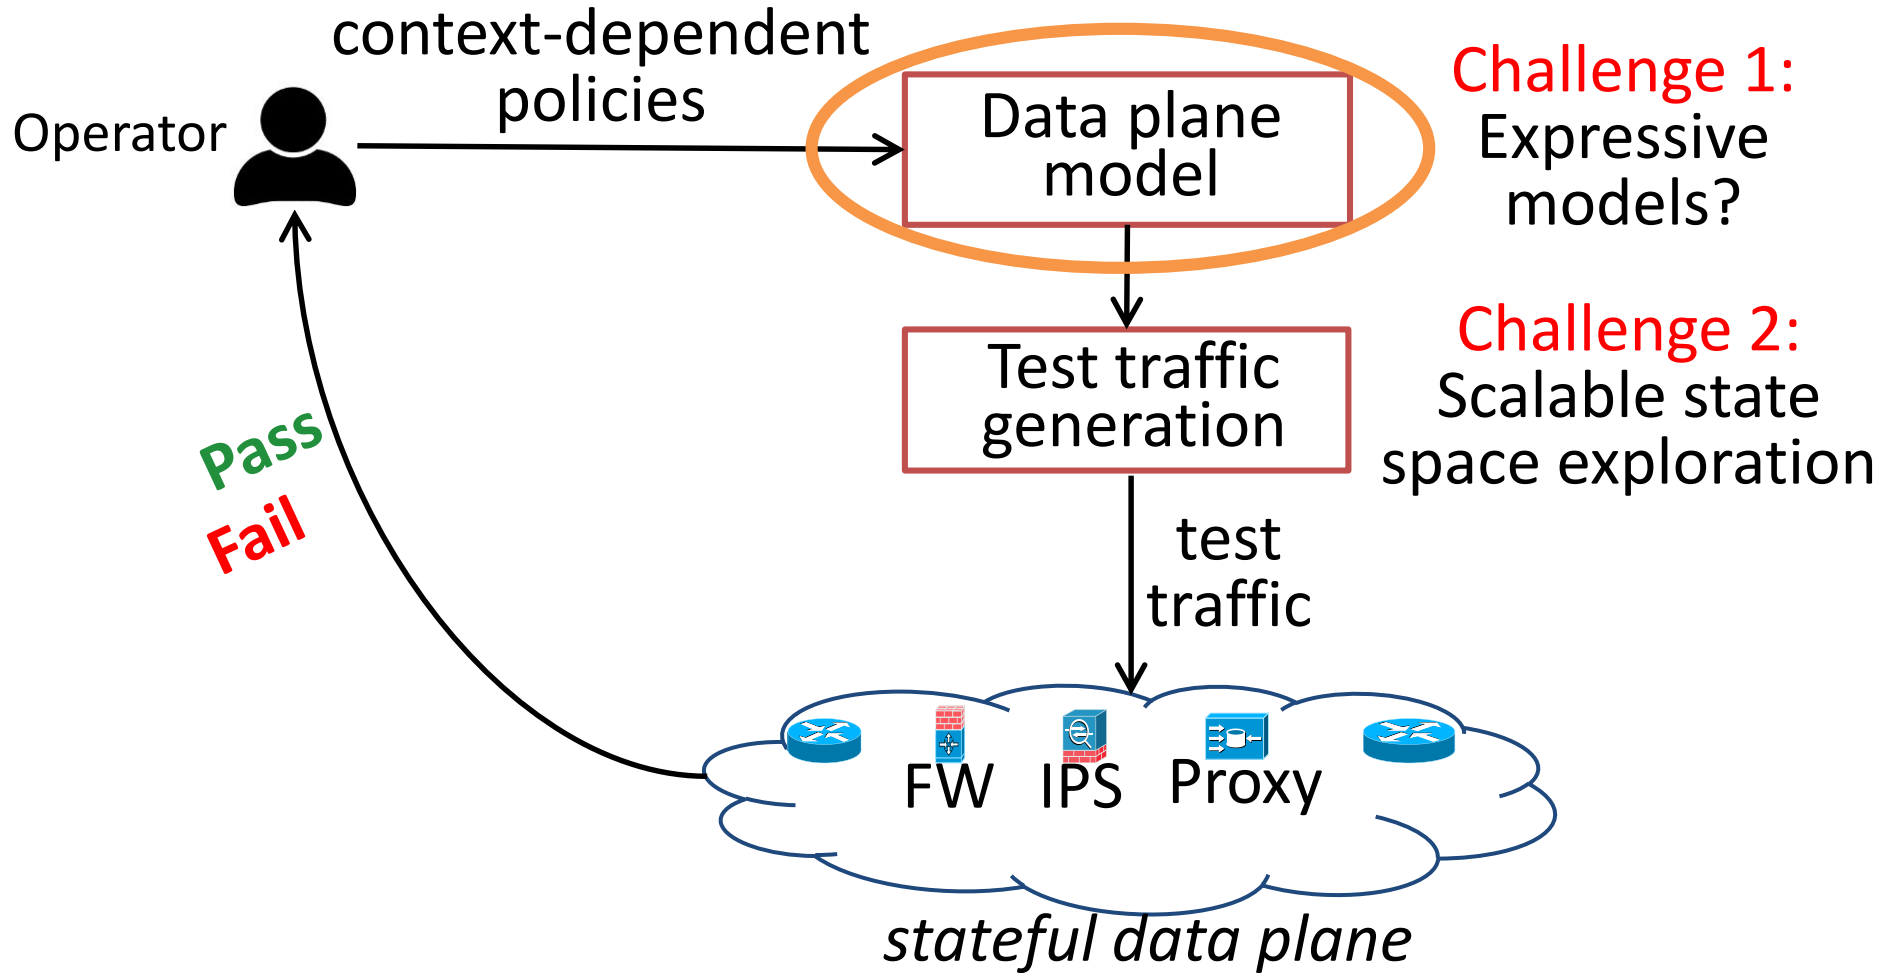 context-dependent
policies
Operator
Data plane
model
Challenge 1:
Expressive
models?
Test traffic
generation
Challenge 2:
Scalable state
space exploration
Pass
Fail
test
traffic
FW
IPS
Proxy
stateful data plane